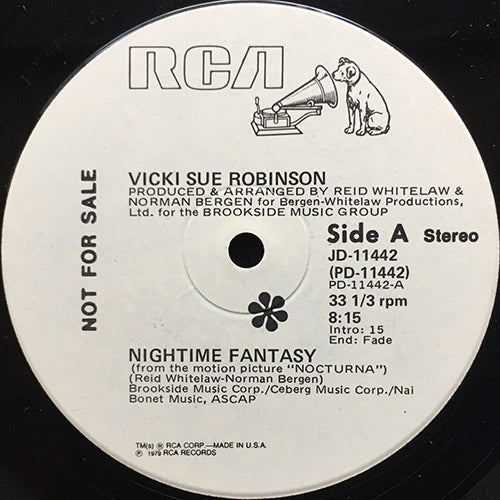 RCA
NOT FOR SALE
VICKI SUE ROBINSON
PRODUCED & ARRANGED BY REID WHITELAW &
NORMAN BERGEN for Bergen-Whitelaw Productions,
Ltd. for the BROOKSIDE MUSIC GROUP
Side A Stereo
JD-11442
(PD-11442)
PD-11442-A
33 1/3 rpm
8:15
Intro: 15
End: Fade
NIGHTIME FANTASY
(from the motion picture "NOCTURNA")
(Reid Whitelaw-Norman Bergen)
Brookside Music Corp./Ceberg Music Corp./Nai
Bonet Music, ASCAP
TM(s) ® RCA CORP.—MADE IN U.S.A.
℗ 1979 RCA RECORDS